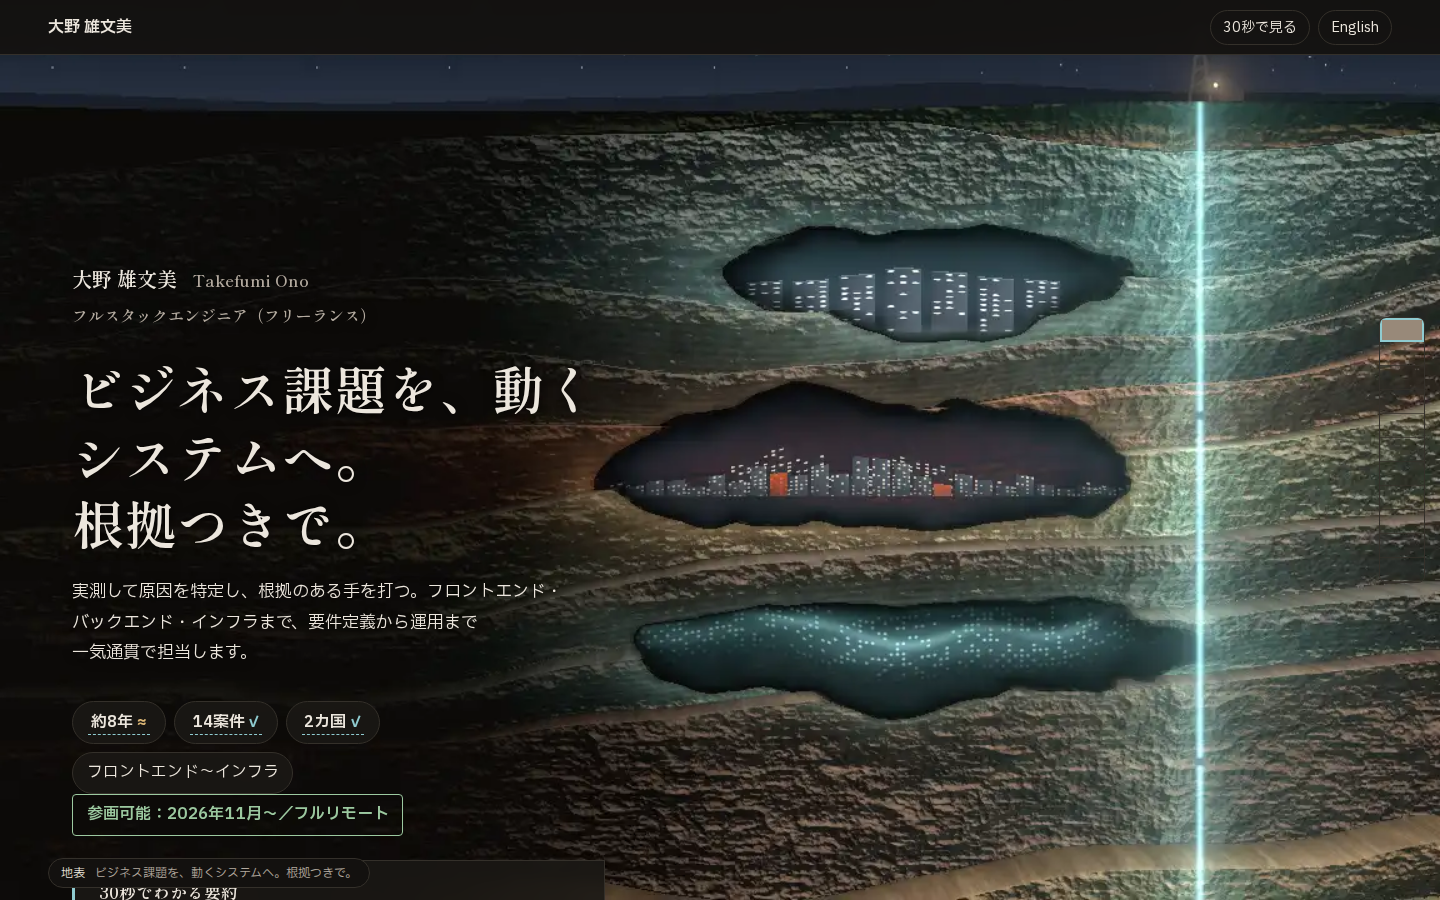 大野 雄文美
30秒で見る
English
大野 雄文美 Takefumi Ono
フルスタックエンジニア（フリーランス）
ビジネス課題を、動く
システムへ。
根拠つきで。
実測して原因を特定し、根拠のある手を打つ。フロントエンド・
バックエンド・インフラまで、要件定義から運用まで
一気通貫で担当します。
約8年 ≈
14案件 ✓
2カ国 ✓
フロントエンド〜インフラ
参画可能：2026年11月〜／フルリモート
地表 ビジネス課題を、動くシステムへ。根拠つきで。
30秒でわかる要約